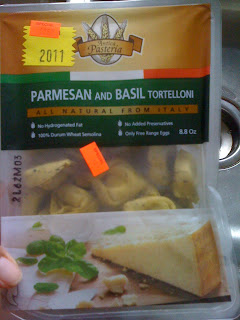 Pasteria
2011
PARMESAN AND BASIL TORTELLONI
ALL NATURAL FROM ITALY
No Hydrogenated Fat
No Added Preservatives
100% Durum Wheat Semolina
Only Free Range Eggs
8.8 Oz